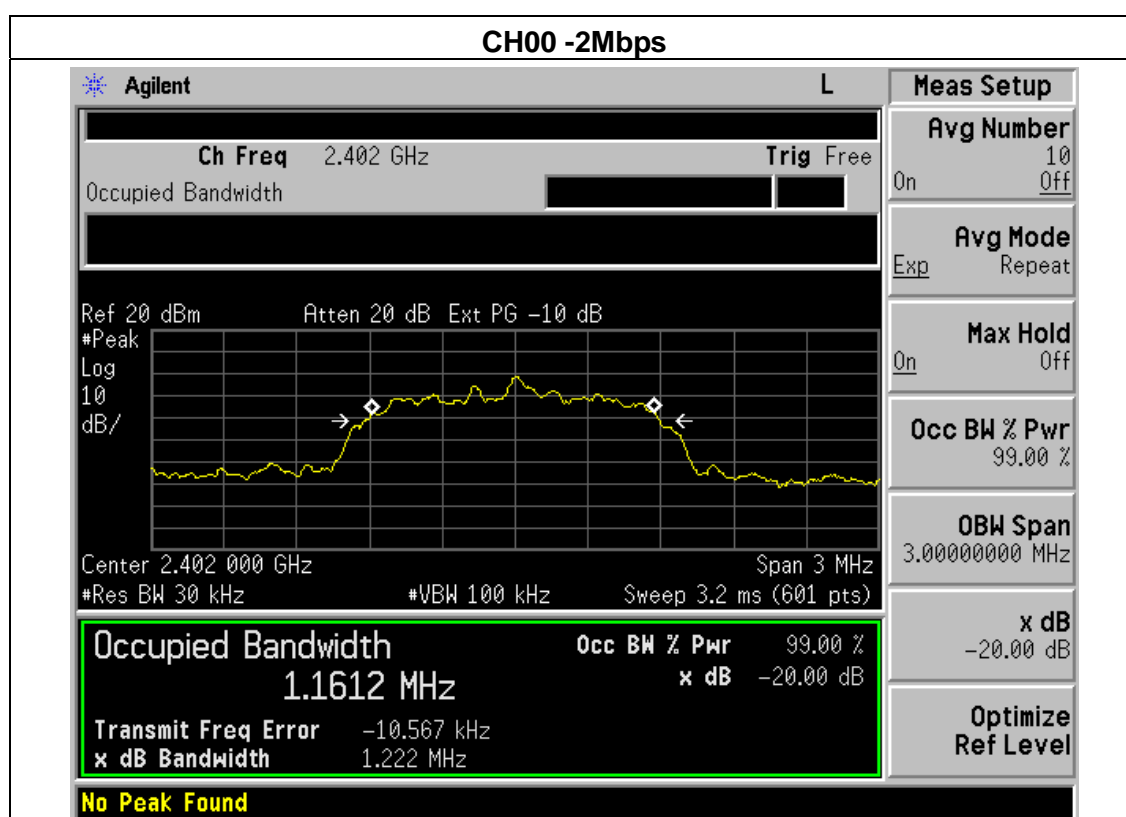 CH00 -2Mbps
Agilent L
Ch Freq 2.402 GHz Trig Free
Occupied Bandwidth
Ref 20 dBm Atten 20 dB Ext PG -10 dB
#Peak
Log
10
dB/
Center 2.402 000 GHz Span 3 MHz
#Res BW 30 kHz #VBW 100 kHz Sweep 3.2 ms (601 pts)
Occupied Bandwidth Occ BW % Pwr 99.00 %
1.1612 MHz x dB -20.00 dB
Transmit Freq Error -10.567 kHz
x dB Bandwidth 1.222 MHz
No Peak Found
Meas Setup
Avg Number
10
On Off
Avg Mode
Exp Repeat
Max Hold
On Off
Occ BW % Pwr
99.00 %
OBW Span
3.00000000 MHz
x dB
-20.00 dB
Optimize
Ref Level